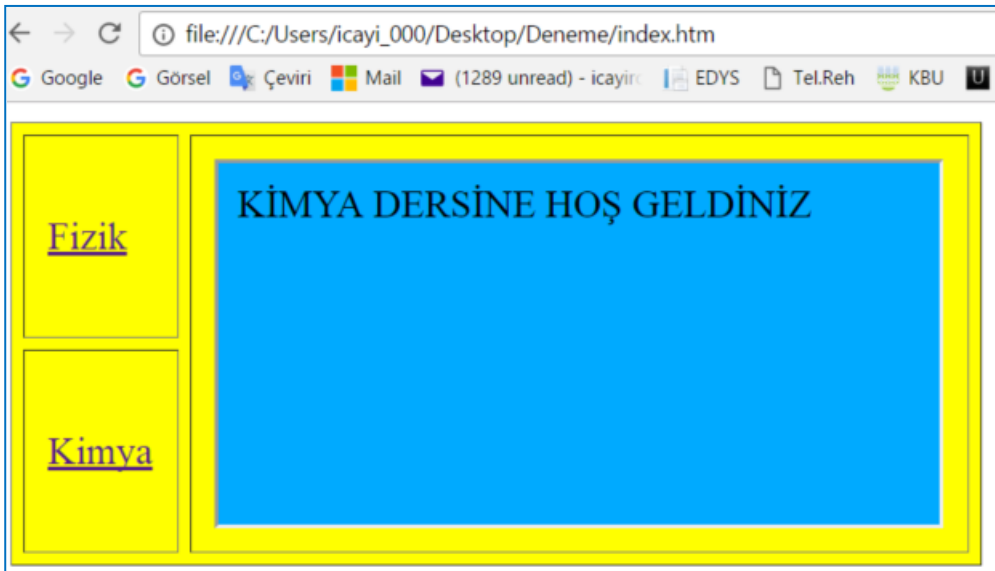 file:///C:/Users/icayi_000/Desktop/Deneme/index.htm
Google Görsel Çeviri Mail (1289 unread) - icayir EDYS Tel.Reh KBU U
Fizik
KİMYA DERSİNE HOŞ GELDİNİZ
Kimya